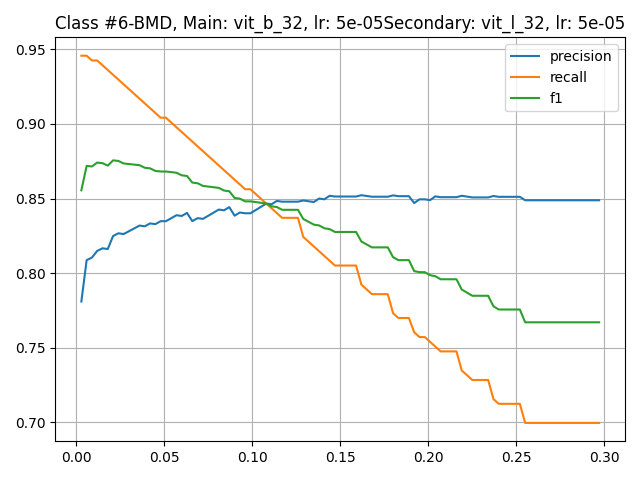 Class #6-BMD, Main: vit_b_32, lr: 5e-05Secondary: vit_l_32, lr: 5e-05
precision
recall
f1
0.95
0.90
0.85
0.80
0.75
0.70
0.00 0.05 0.10 0.15 0.20 0.25 0.30